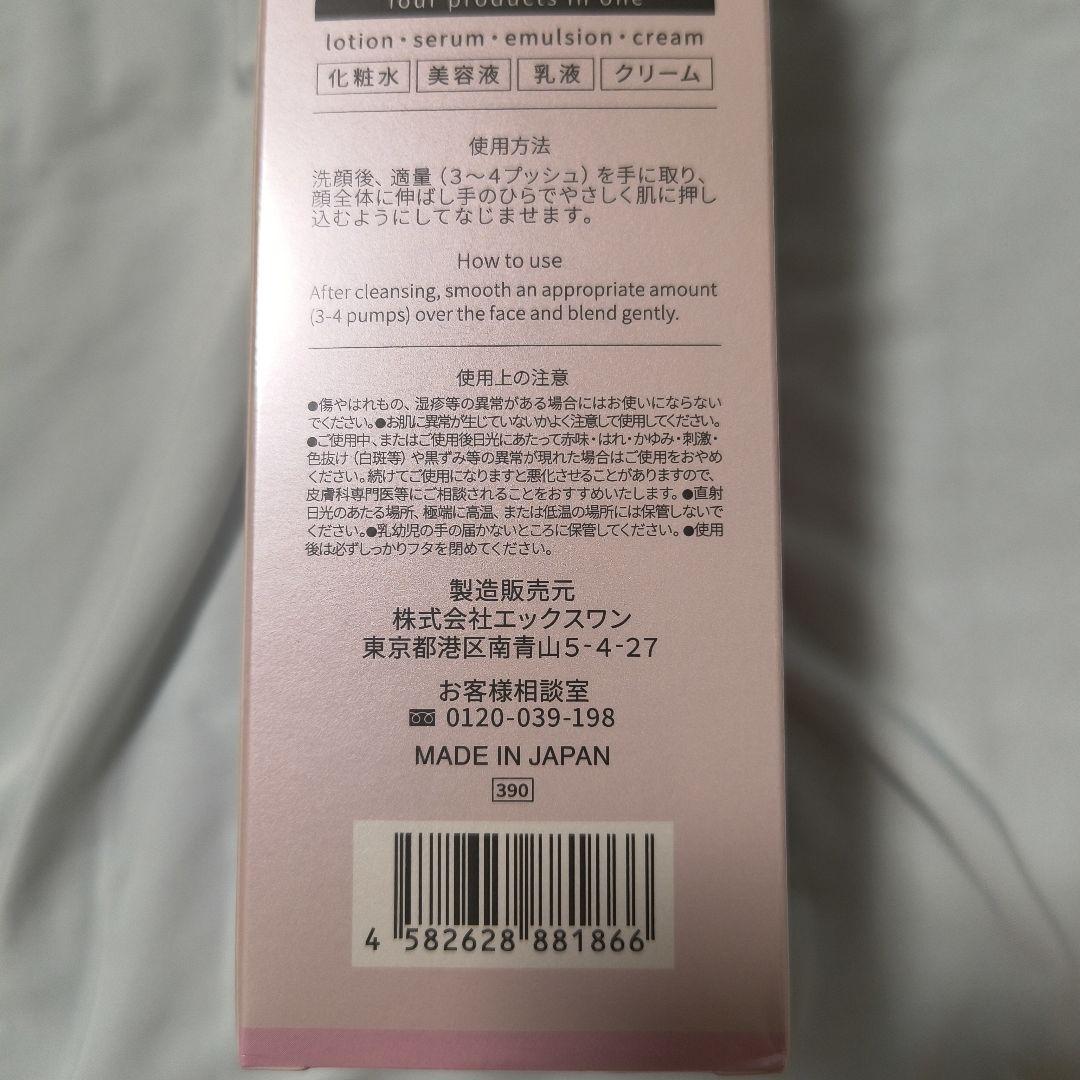 four products in one
lotion・serum・emulsion・cream
化粧水 美容液 乳液 クリーム
使用方法
洗顔後、適量（3～4プッシュ）を手に取り、
顔全体に伸ばし手のひらでやさしく肌に押し
込むようにしてなじませます。
How to use
After cleansing, smooth an appropriate amount
(3-4 pumps) over the face and blend gently.
使用上の注意
●傷やはれもの、湿疹等の異常がある場合にはお使いにならない
でください。●お肌に異常が生じていないかよく注意して使用してください。
●ご使用中、またはご使用後日光にあたって赤味・はれ・かゆみ・刺激・
色抜け（白斑等）や黒ずみ等の異常が現れた場合はご使用をおやめ
ください。続けてご使用になりますと悪化させることがありますので、
皮膚科専門医等にご相談されることをおすすめいたします。●直射
日光のあたる場所、極端に高温、または低温の場所には保管しないで
ください。●乳幼児の手の届かないところに保管してください。●使用
後は必ずしっかりフタを閉めてください。
製造販売元
株式会社エックスワン
東京都港区南青山5-4-27
お客様相談室
0120-039-198
MADE IN JAPAN
390
4 582628 881866